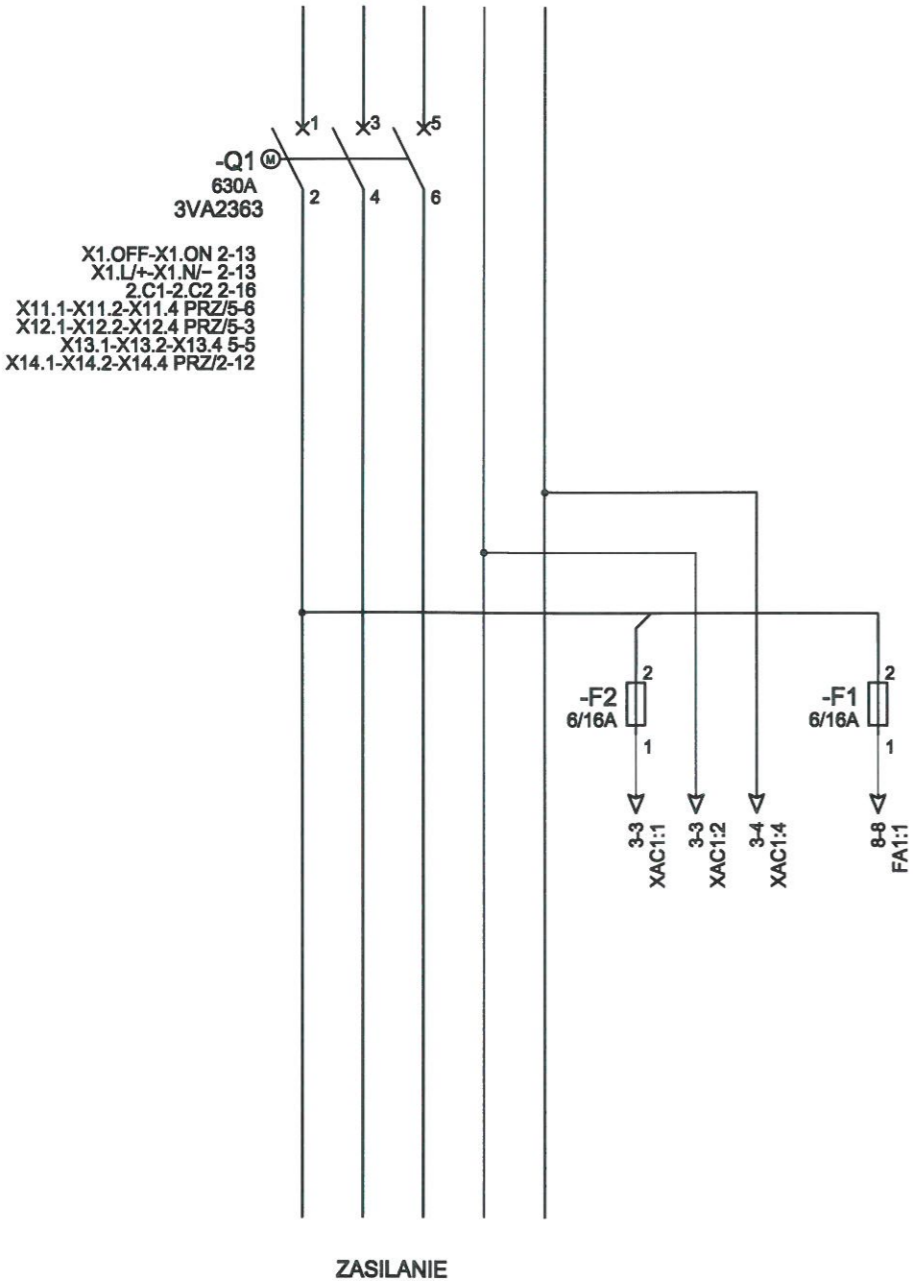 1
3
5
-Q1 M
630A
3VA2363
2
4
6
X1.OFF-X1.ON 2-13
X1.L/+-X1.N/– 2-13
2.C1-2.C2 2-16
X11.1-X11.2-X11.4 PRZ/5-6
X12.1-X12.2-X12.4 PRZ/5-3
X13.1-X13.2-X13.4 5-5
X14.1-X14.2-X14.4 PRZ/2-12
2
-F2
6/16A
1
2
-F1
6/16A
1
3-3
XAC1:1
3-3
XAC1:2
3-4
XAC1:4
8-8
FA1:1
ZASILANIE